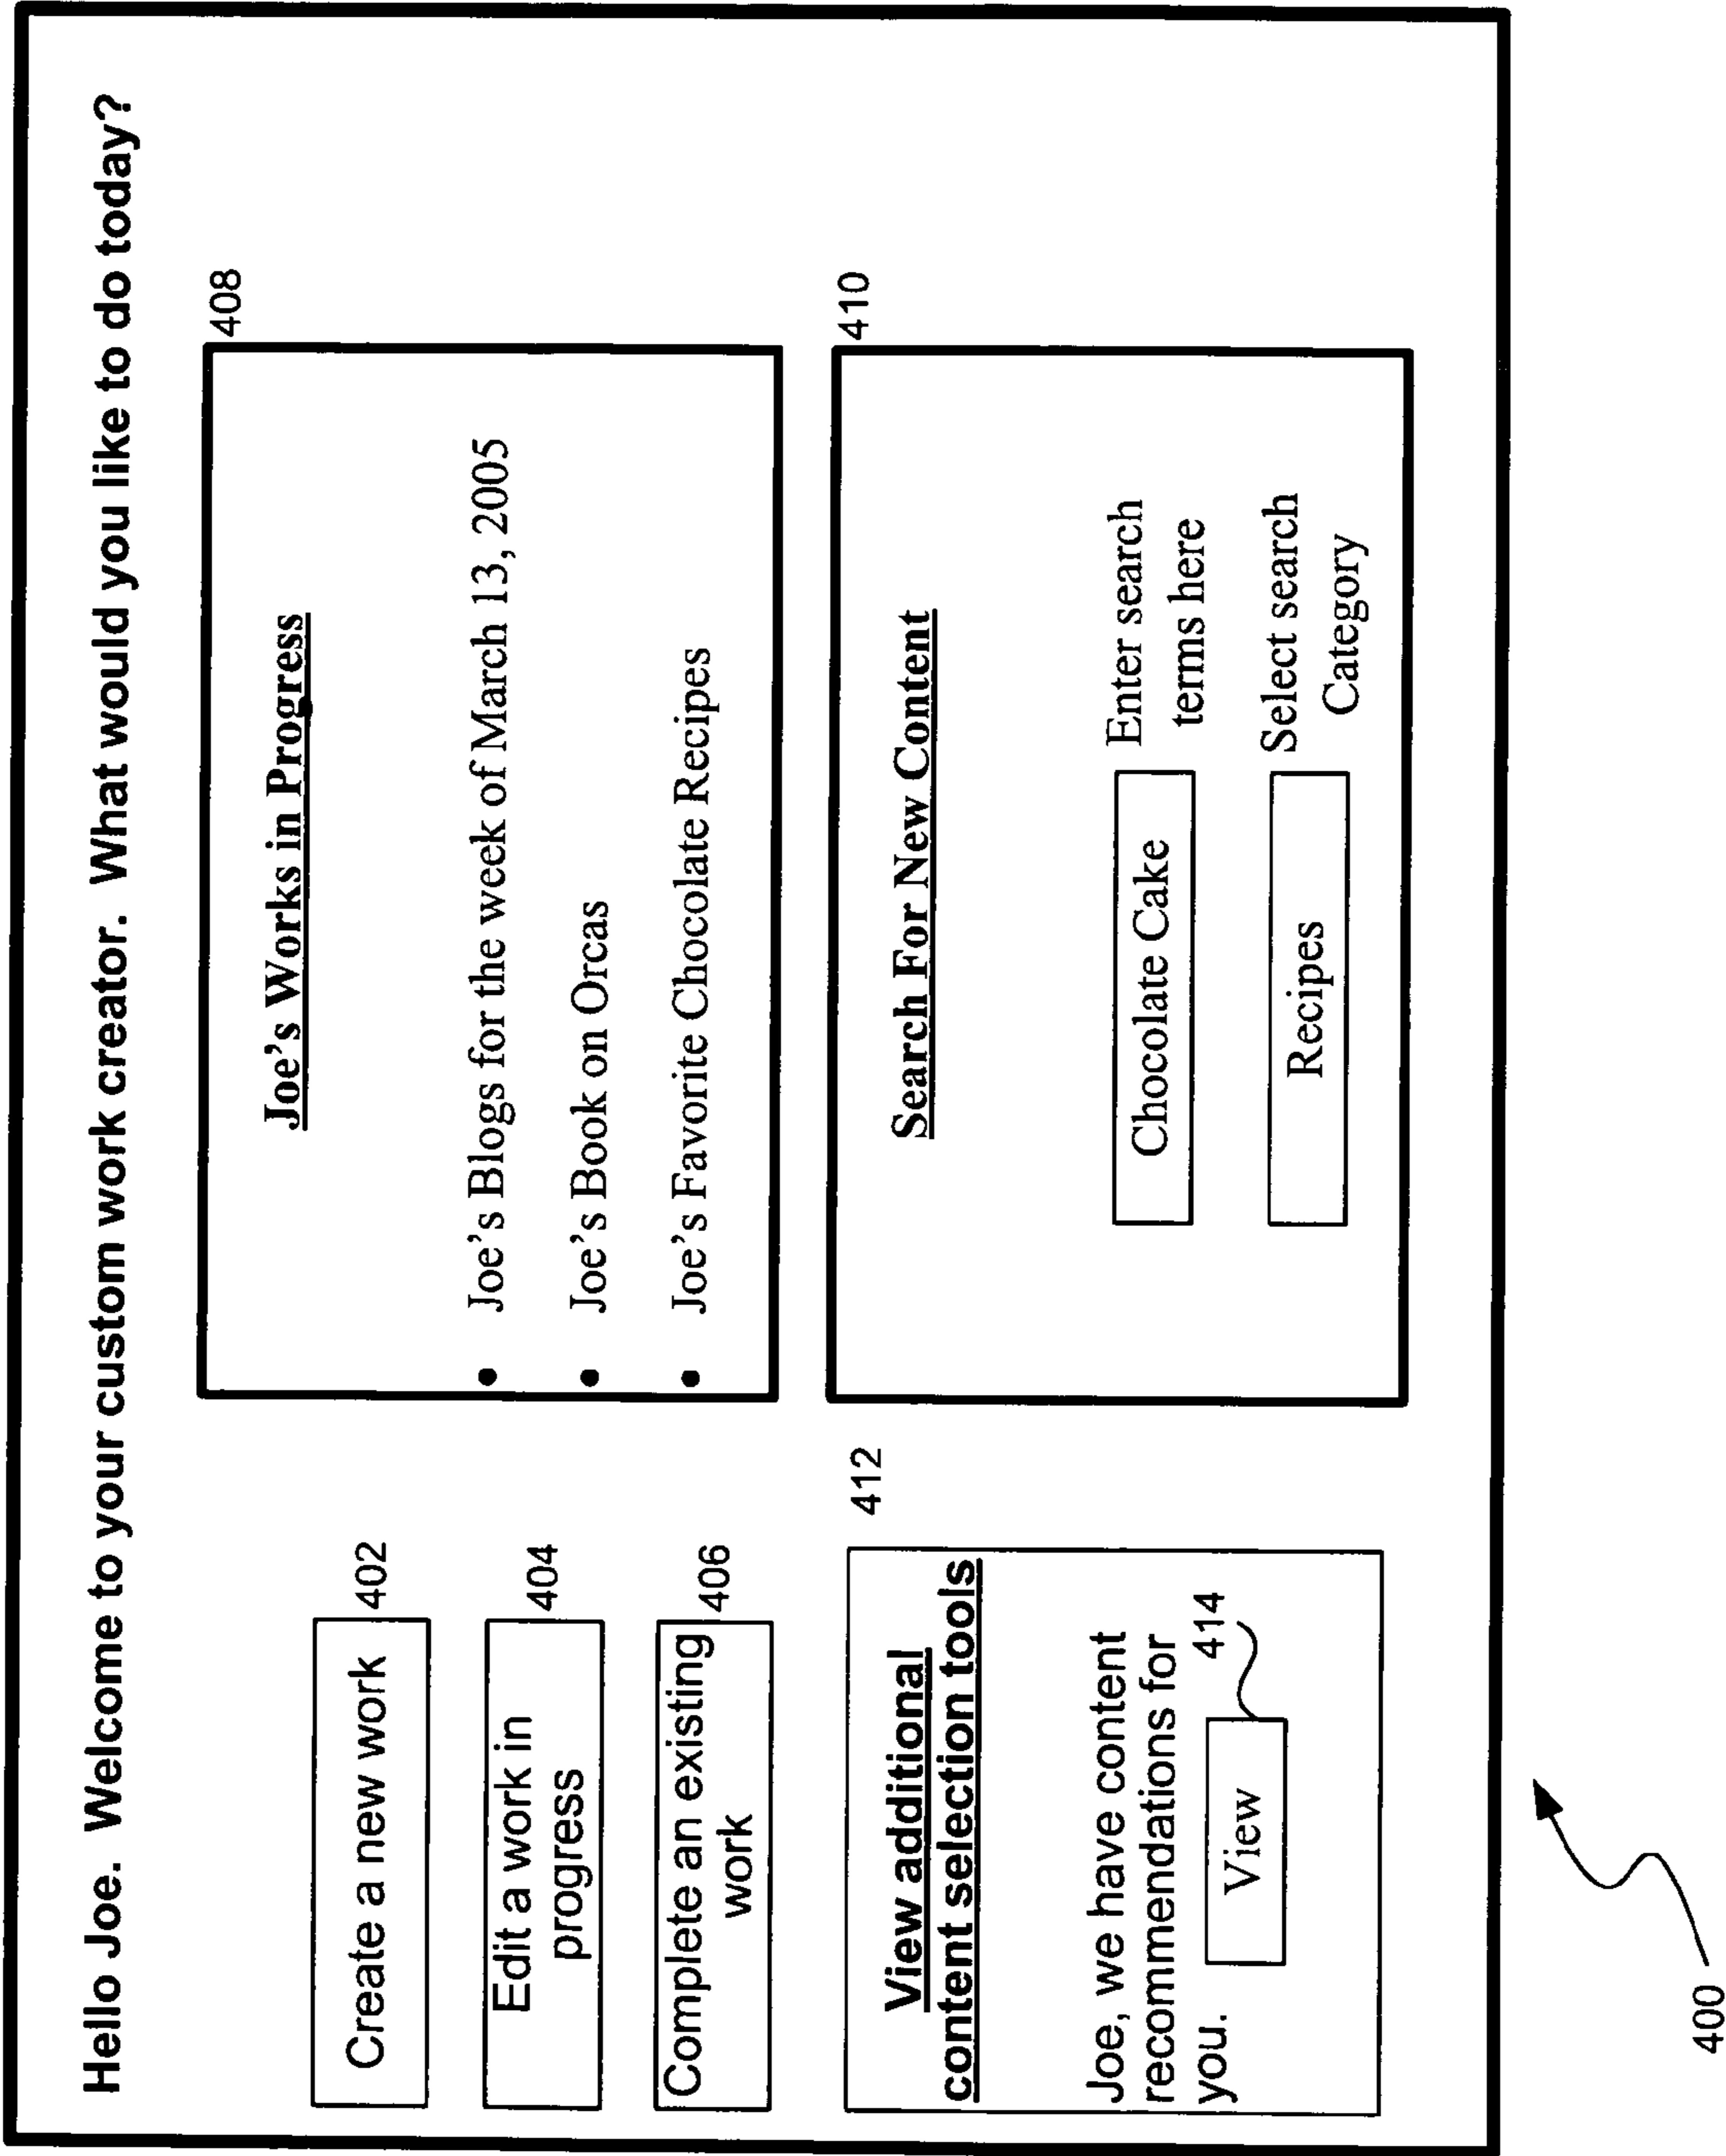 Hello Joe.  Welcome to your custom work creator.  What would you like to do today?
Create a new work
402
Edit a work in
progress
404
Complete an existing
work
406
408
Joe's Works in Progress
• Joe's Blogs for the week of March 13, 2005
• Joe's Book on Orcas
• Joe's Favorite Chocolate Recipes
412
View additional
content selection tools
Joe, we have content
recommendations for
you.
414
View
410
Search For New Content
Chocolate Cake
Enter search
terms here
Recipes
Select search
Category
400